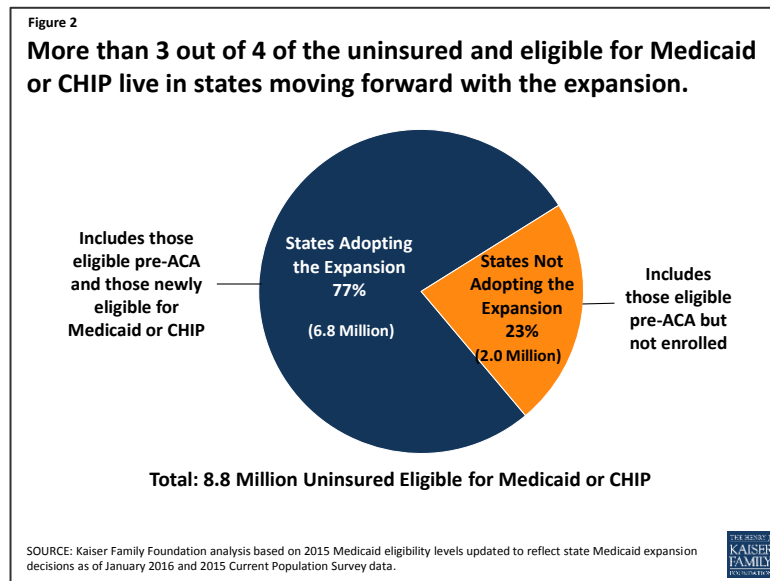 Figure 2
More than 3 out of 4 of the uninsured and eligible for Medicaid
or CHIP live in states moving forward with the expansion.
Includes those
eligible pre-ACA
and those newly
eligible for
Medicaid or CHIP
States Adopting
the Expansion
77%
(6.8 Million)
States Not
Adopting the
Expansion
23%
(2.0 Million)
Includes
those eligible
pre-ACA but
not enrolled
Total: 8.8 Million Uninsured Eligible for Medicaid or CHIP
SOURCE: Kaiser Family Foundation analysis based on 2015 Medicaid eligibility levels updated to reflect state Medicaid expansion
decisions as of January 2016 and 2015 Current Population Survey data.
THE HENRY J.
KAISER
FAMILY
FOUNDATION